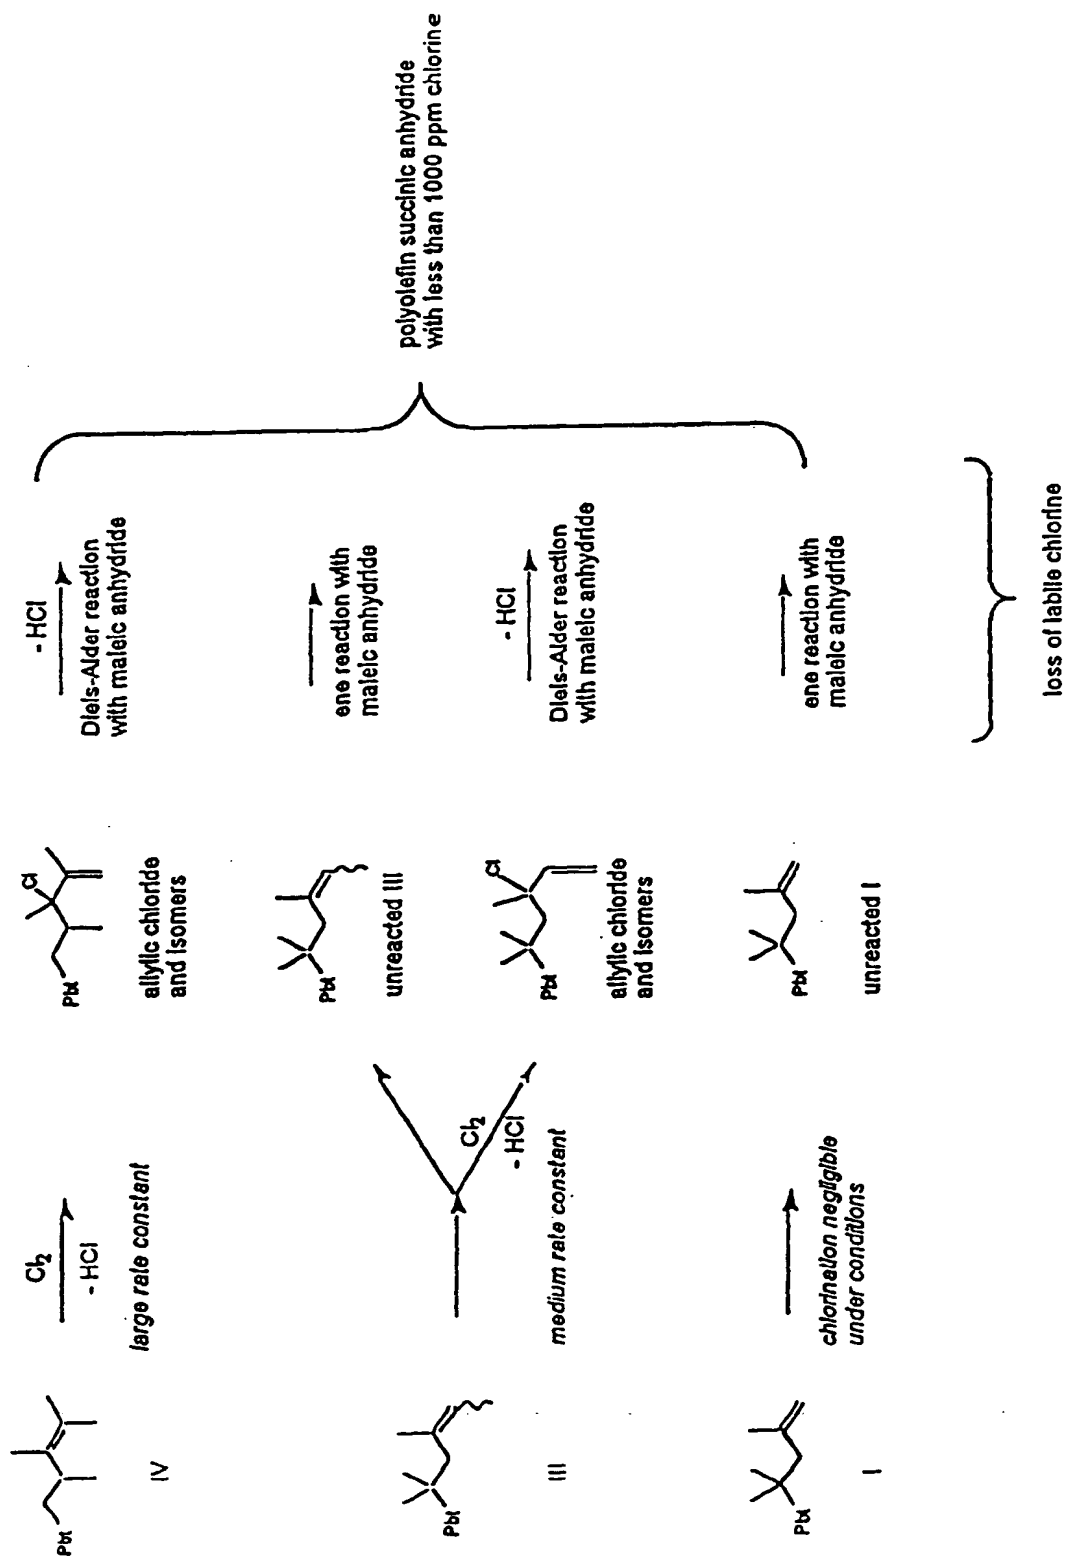 Pbt
IV
Cl₂
- HCl
large rate constant
Pbt
Cl
allylic chloride
and isomers
- HCl
Diels-Alder reaction
with maleic anhydride
Pbt
III
medium rate constant
Cl₂
- HCl
Pbt
unreacted III
ene reaction with
maleic anhydride
Pbt
Cl
allylic chloride
and isomers
- HCl
Diels-Alder reaction
with maleic anhydride
Pbt
I
chlorination negligible
under conditions
Pbt
unreacted I
ene reaction with
maleic anhydride
loss of labile chlorine
polyolefin succinic anhydride
with less than 1000 ppm chlorine